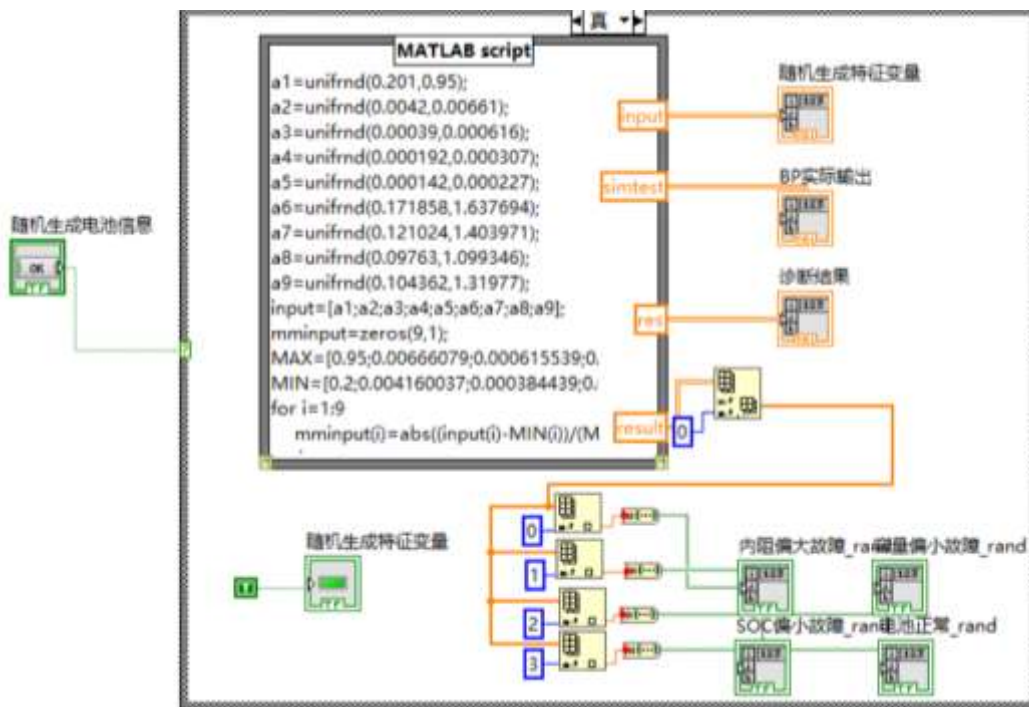 真
MATLAB script
a1=unifrnd(0.201,0.95);
a2=unifrnd(0.0042,0.00661);
a3=unifrnd(0.00039,0.000616);
a4=unifrnd(0.000192,0.000307);
a5=unifrnd(0.000142,0.000227);
a6=unifrnd(0.171858,1.637694);
a7=unifrnd(0.121024,1.403971);
a8=unifrnd(0.09763,1.099346);
a9=unifrnd(0.104362,1.31977);
input=[a1;a2;a3;a4;a5;a6;a7;a8;a9];
mminput=zeros(9,1);
MAX=[0.95;0.00666079;0.000615539;0.
MIN=[0.2;0.004160037;0.000384439;0.
for i=1:9
mminput(i)=abs((input(i)-MIN(i))/(M
input
simtest
res
result
随机生成特征变量
BP实际输出
诊断结果
随机生成电池信息
OK
0
随机生成特征变量
0
1
2
3
内阻偏大故障_ran
量偏小故障_rand
SOC偏小故障_ran
电池正常_rand